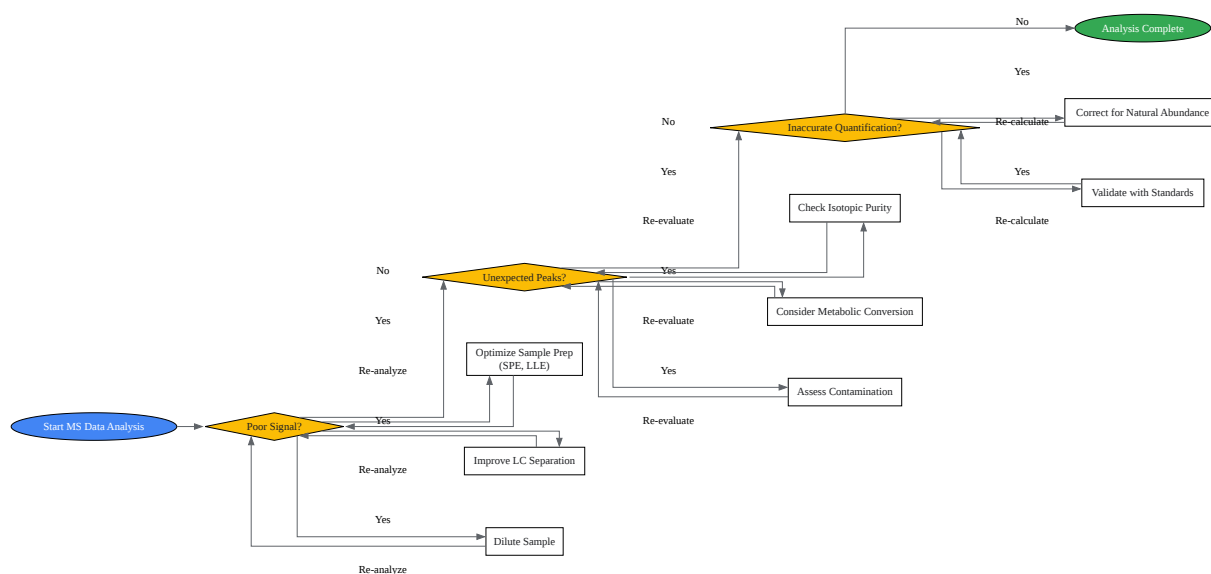 No
Analysis Complete
Yes
Correct for Natural Abundance
No
Inaccurate Quantification?
Re-calculate
Yes
Yes
Validate with Standards
Check Isotopic Purity
Re-evaluate
Re-calculate
No
Unexpected Peaks?
Yes
Consider Metabolic Conversion
Yes
Re-evaluate
Optimize Sample Prep
(SPE, LLE)
Re-analyze
Yes
Assess Contamination
Start MS Data Analysis
Poor Signal?
Yes
Re-evaluate
Improve LC Separation
Re-analyze
Yes
Dilute Sample
Re-analyze